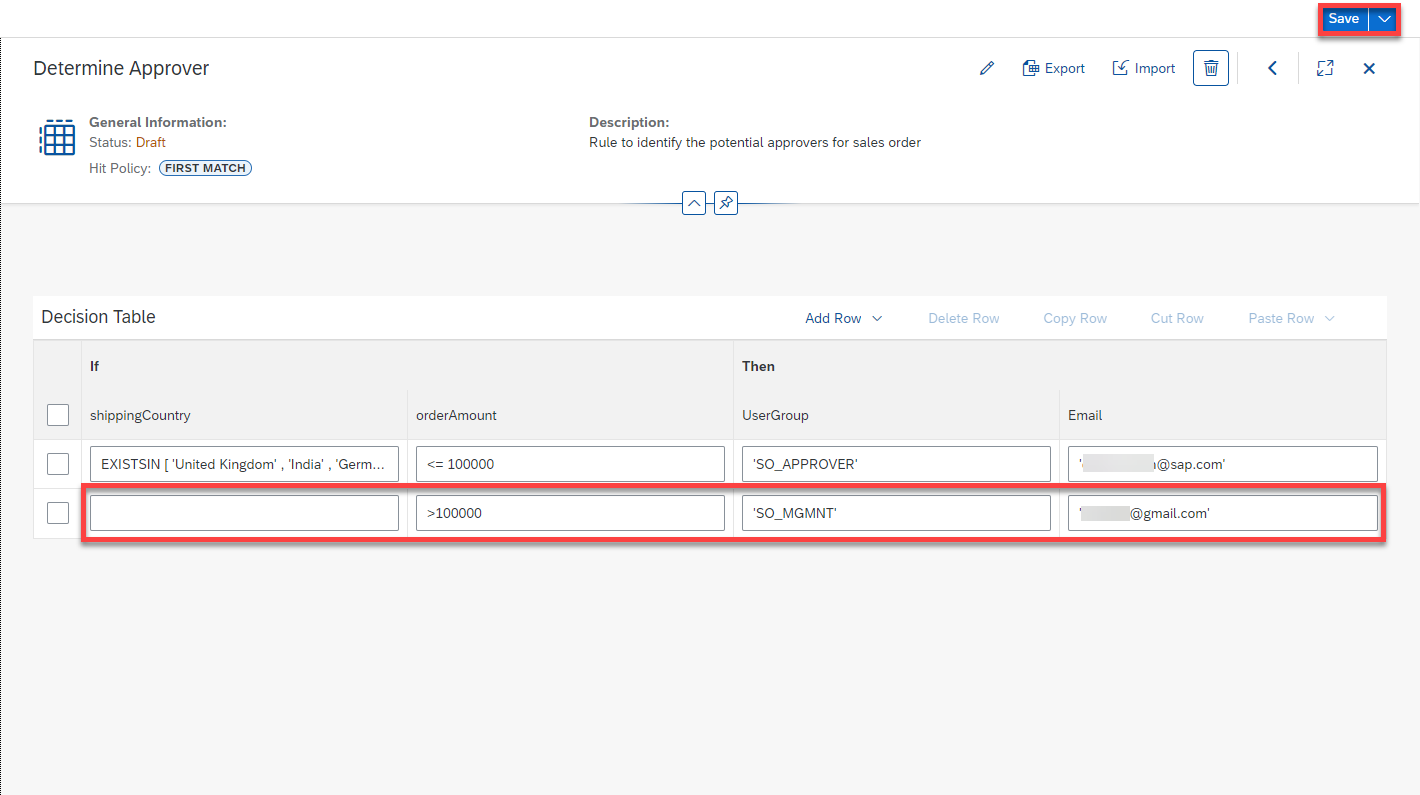 Save
Determine Approver
Export
Import
General Information:
Status: Draft
Hit Policy: FIRST MATCH
Description:
Rule to identify the potential approvers for sales order
Decision Table
Add Row
Delete Row
Copy Row
Cut Row
Paste Row
If
Then
shippingCountry
orderAmount
UserGroup
Email
EXISTSIN [ 'United Kingdom' , 'India' , 'Germ...
<= 100000
'SO_APPROVER'
@sap.com'
>100000
'SO_MGMNT'
@gmail.com'